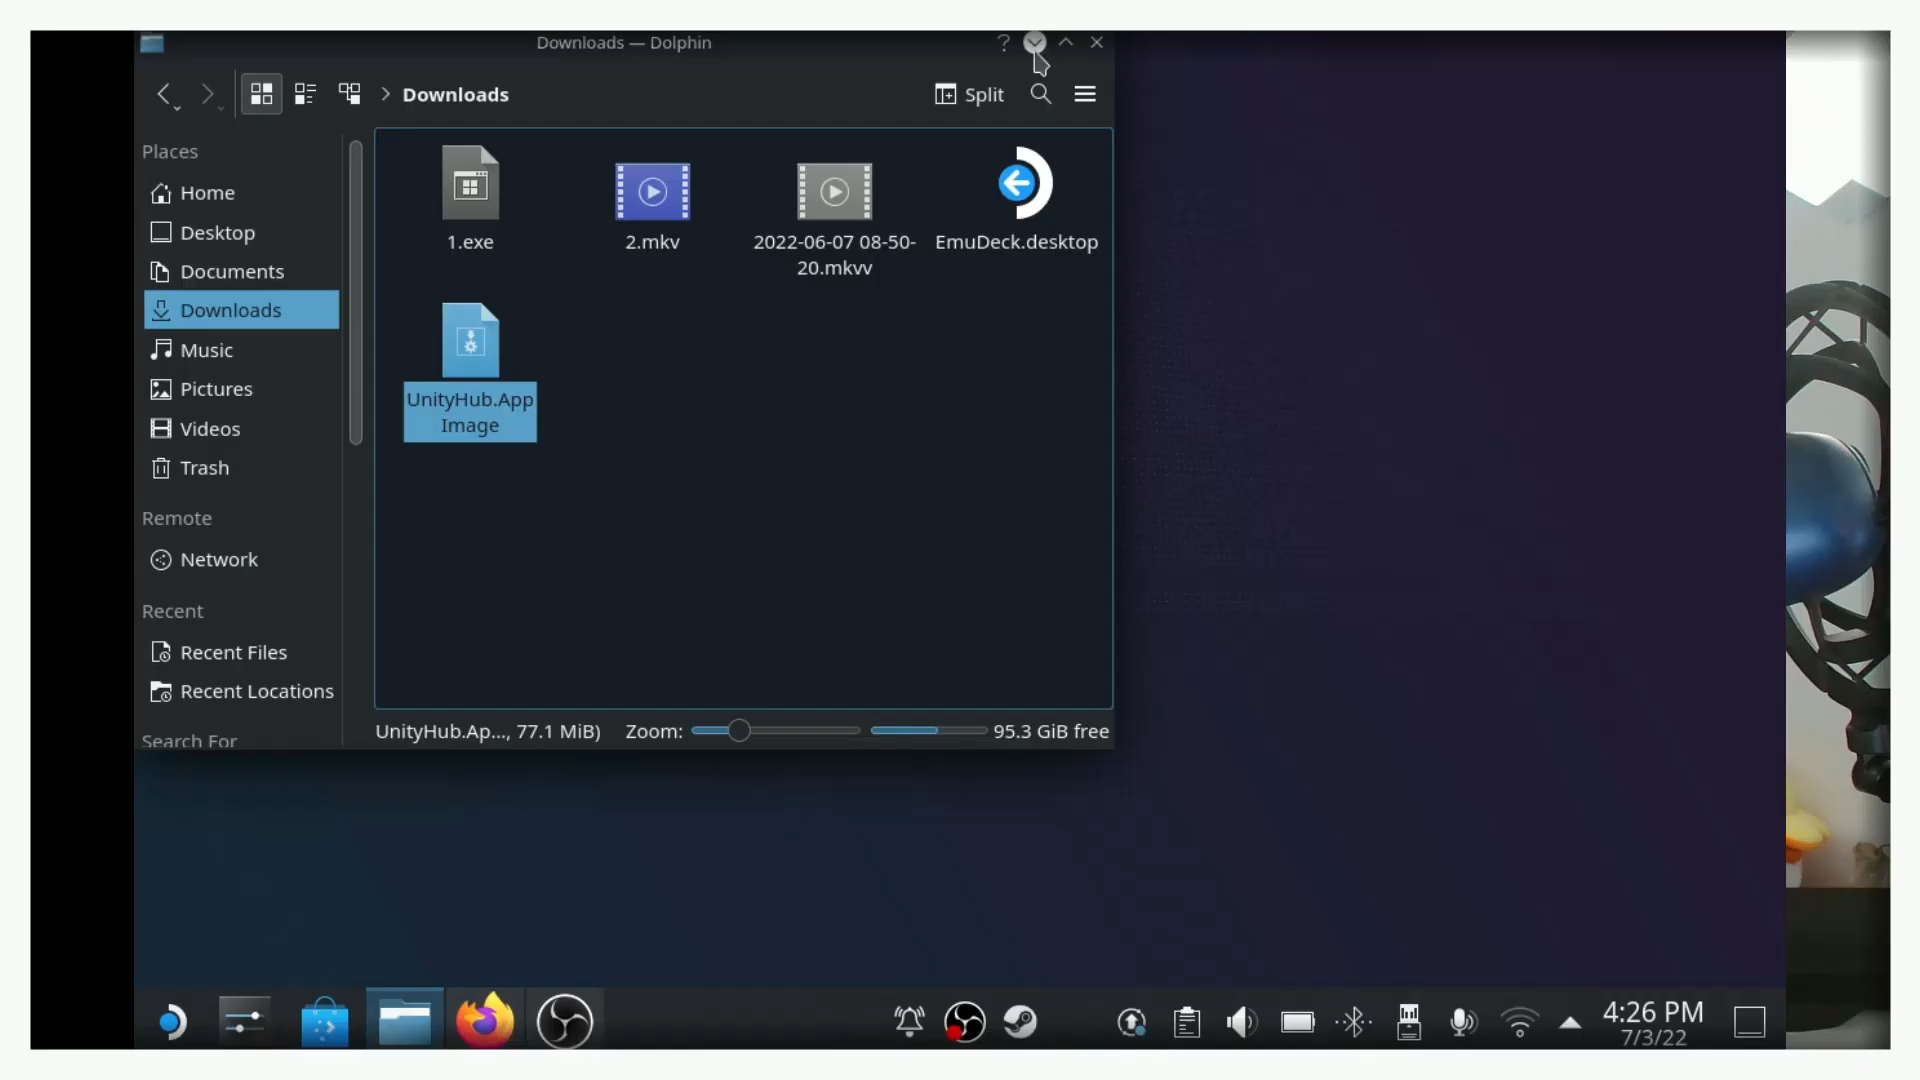 Downloads — Dolphin
?
Downloads
Split
Places
Home
Desktop
Documents
Downloads
Music
Pictures
Videos
Trash
Remote
Network
Recent
Recent Files
Recent Locations
Search For
1.exe
2.mkv
2022-06-07 08-50-
20.mkvv
EmuDeck.desktop
UnityHub.App
Image
UnityHub.Ap..., 77.1 MiB)
Zoom:
95.3 GiB free
4:26 PM
7/3/22